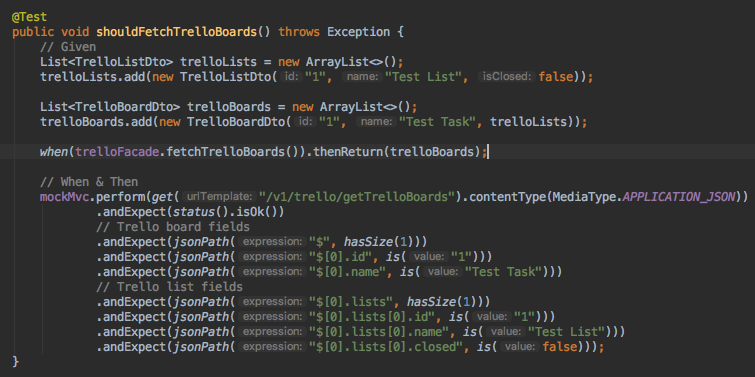 @Test
public void shouldFetchTrelloBoards() throws Exception {
// Given
List<TrelloListDto> trelloLists = new ArrayList<>();
trelloLists.add(new TrelloListDto( id: "1", name: "Test List", isClosed: false));
List<TrelloBoardDto> trelloBoards = new ArrayList<>();
trelloBoards.add(new TrelloBoardDto( id: "1", name: "Test Task", trelloLists));
when(trelloFacade.fetchTrelloBoards()).thenReturn(trelloBoards);
// When & Then
mockMvc.perform(get( urlTemplate: "/v1/trello/getTrelloBoards").contentType(MediaType.APPLICATION_JSON))
.andExpect(status().isOk())
// Trello board fields
.andExpect(jsonPath( expression: "$", hasSize(1)))
.andExpect(jsonPath( expression: "$[0].id", is( value: "1")))
.andExpect(jsonPath( expression: "$[0].name", is( value: "Test Task")))
// Trello list fields
.andExpect(jsonPath( expression: "$[0].lists", hasSize(1)))
.andExpect(jsonPath( expression: "$[0].lists[0].id", is( value: "1")))
.andExpect(jsonPath( expression: "$[0].lists[0].name", is( value: "Test List")))
.andExpect(jsonPath( expression: "$[0].lists[0].closed", is( value: false)));
}